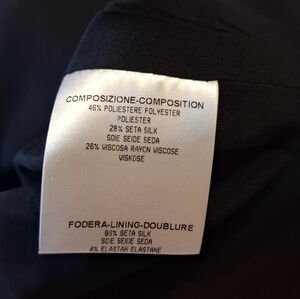 COMPOSIZIONE-COMPOSITION
46% POLIESTERE POLYESTER
POLIESTER
28% SETA SILK
SOIE SEIDE SEDA
26% VISCOSA RAYON VISCOSE
VISKOSE
FODERA-LINING-DOUBLURE
96% SETA SILK
SOIE SEIDE SEDA
4% ELASTAN ELASTANE